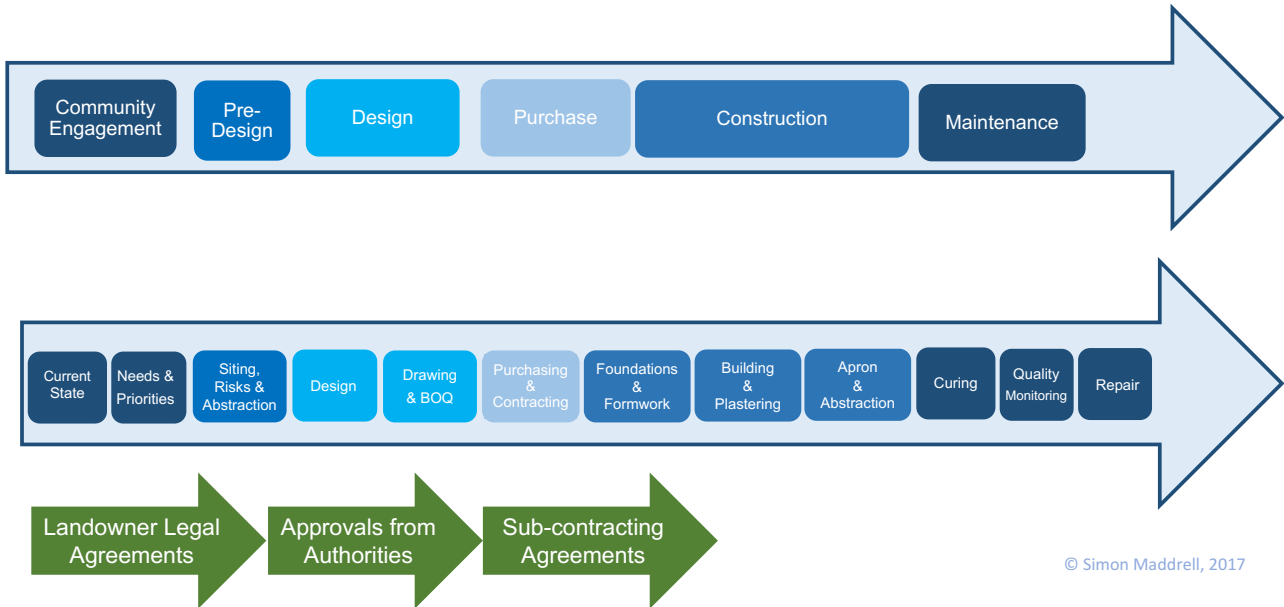 Community
Engagement
Pre-
Design
Design
Purchase
Construction
Maintenance
Current
State
Needs &
Priorities
Siting,
Risks &
Abstraction
Design
Drawing
& BOQ
Purchasing
&
Contracting
Foundations
&
Formwork
Building
&
Plastering
Apron
&
Abstraction
Curing
Quality
Monitoring
Repair
Landowner Legal
Agreements
Approvals from
Authorities
Sub-contracting
Agreements
© Simon Maddrell, 2017